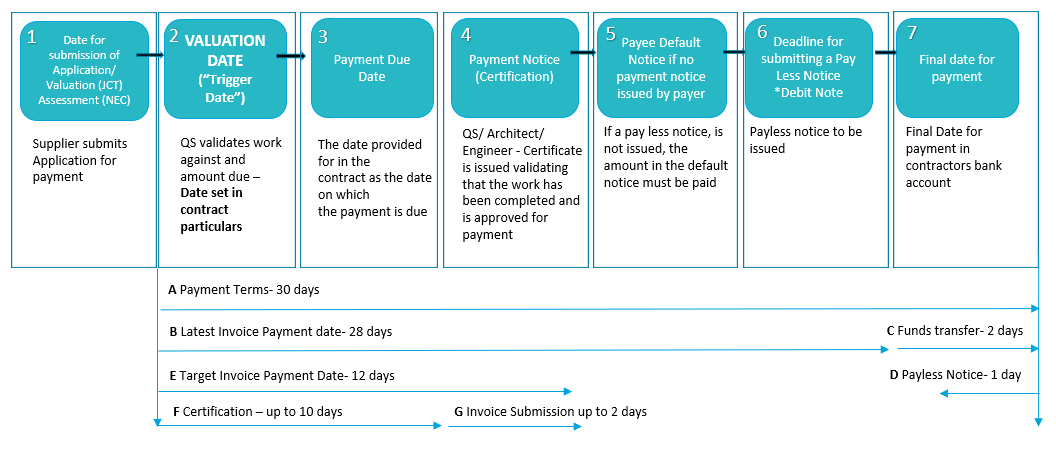 1
Date for
submission of
Application/
Valuation (JCT)
Assessment (NEC)
Supplier submits
Application for
payment
2
VALUATION
DATE
(“Trigger
Date”)
QS validates work
against and
amount due –
Date set in
contract
particulars
3
Payment Due
Date
The date provided
for in the
contract as the date
on which
the payment is due
4
Payment Notice
(Certification)
QS/ Architect/
Engineer - Certificate
is issued validating
that the work has
been completed and
is approved for
payment
5
Payee Default
Notice if no
payment notice
issued by payer
If a pay less notice, is
not issued, the
amount in the default
notice must be paid
6
Deadline for
submitting a Pay
Less Notice
*Debit Note
Payless notice to be
issued
7
Final date for
payment
Final Date for
payment in
contractors bank
account
A Payment Terms- 30 days
B Latest Invoice Payment date- 28 days
C Funds transfer- 2 days
E Target Invoice Payment Date- 12 days
D Payless Notice- 1 day
F Certification – up to 10 days
G Invoice Submission up to 2 days